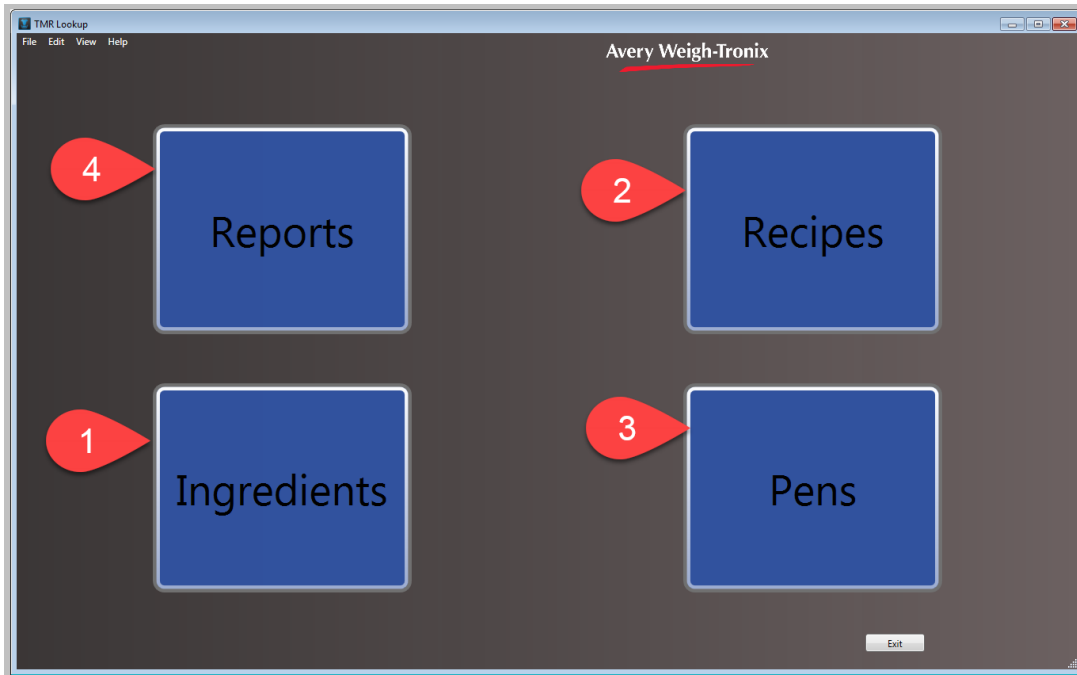 TMR Lookup
File Edit View Help
Avery Weigh-Tronix
4
Reports
2
Recipes
1
Ingredients
3
Pens
Exit